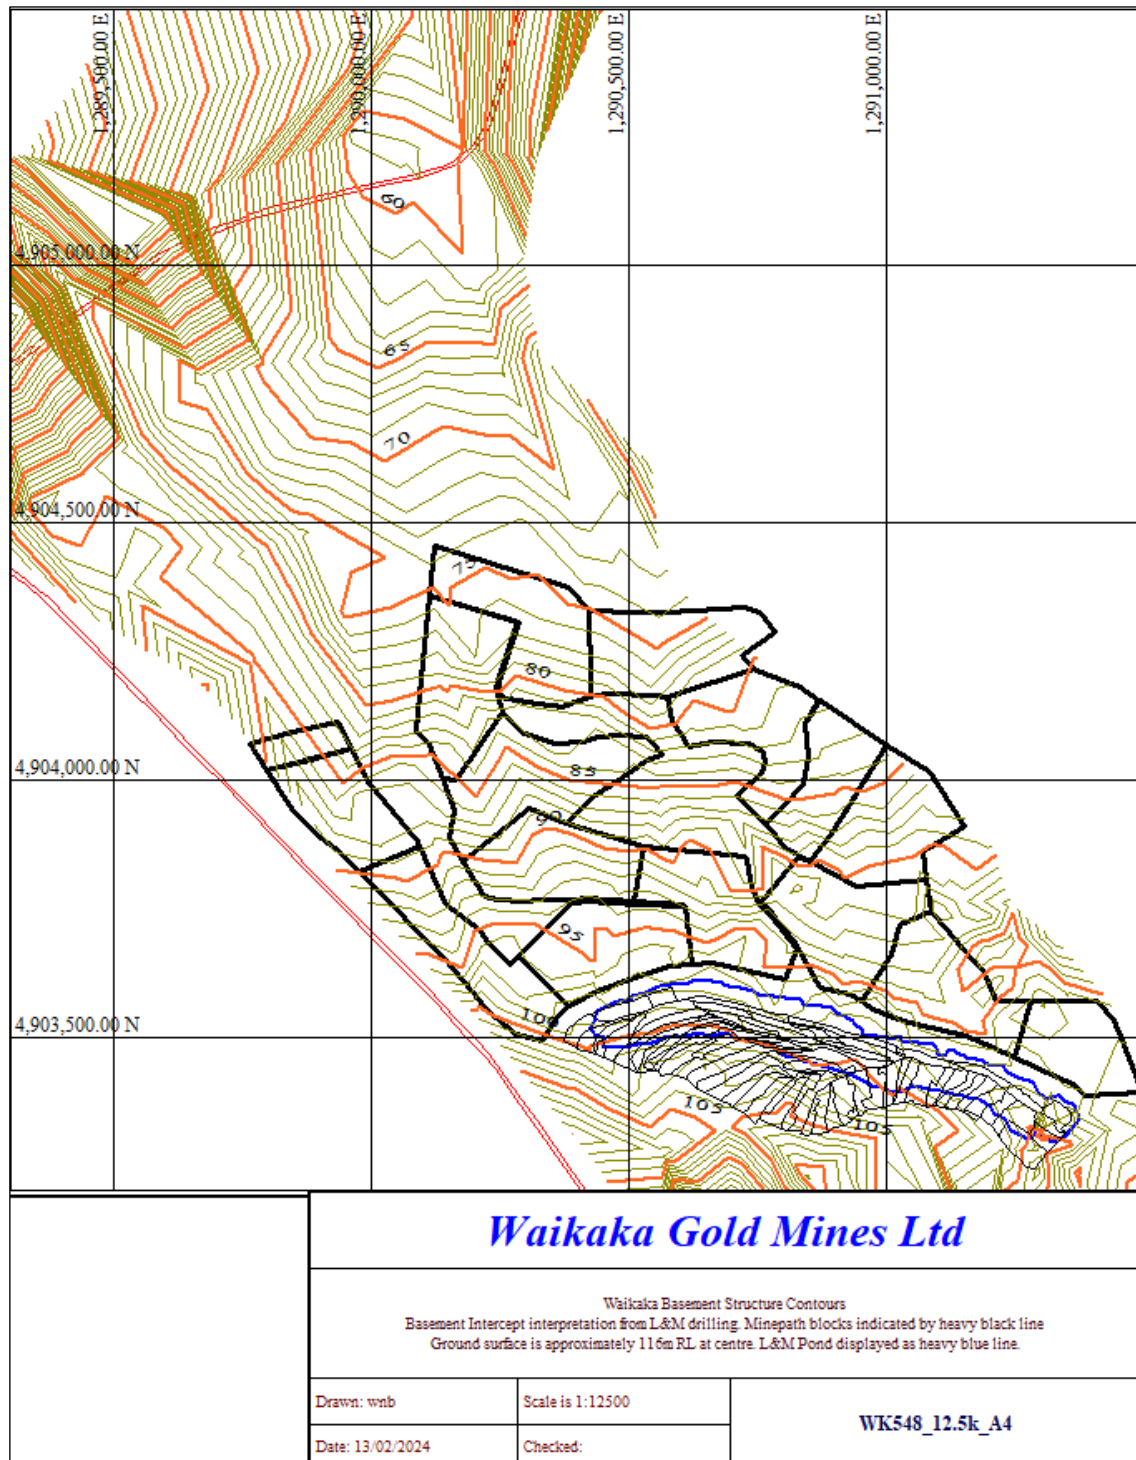 1,289,500.00 E
1,290,000.00 E
1,290,500.00 E
1,291,000.00 E
60
4,905,000.00 N
65
70
4,904,500.00 N
75
80
4,904,000.00 N
85
90
95
4,903,500.00 N
100
105
105
Waikaka Gold Mines Ltd
Waikaka Basement Structure Contours
Basement Intercept interpretation from L&M drilling. Minepath blocks indicated by heavy black line
Ground surface is approximately 116m RL at centre. L&M Pond displayed as heavy blue line.
Drawn: wnb
Scale is 1:12500
WK548_12.5k_A4
Date: 13/02/2024
Checked: